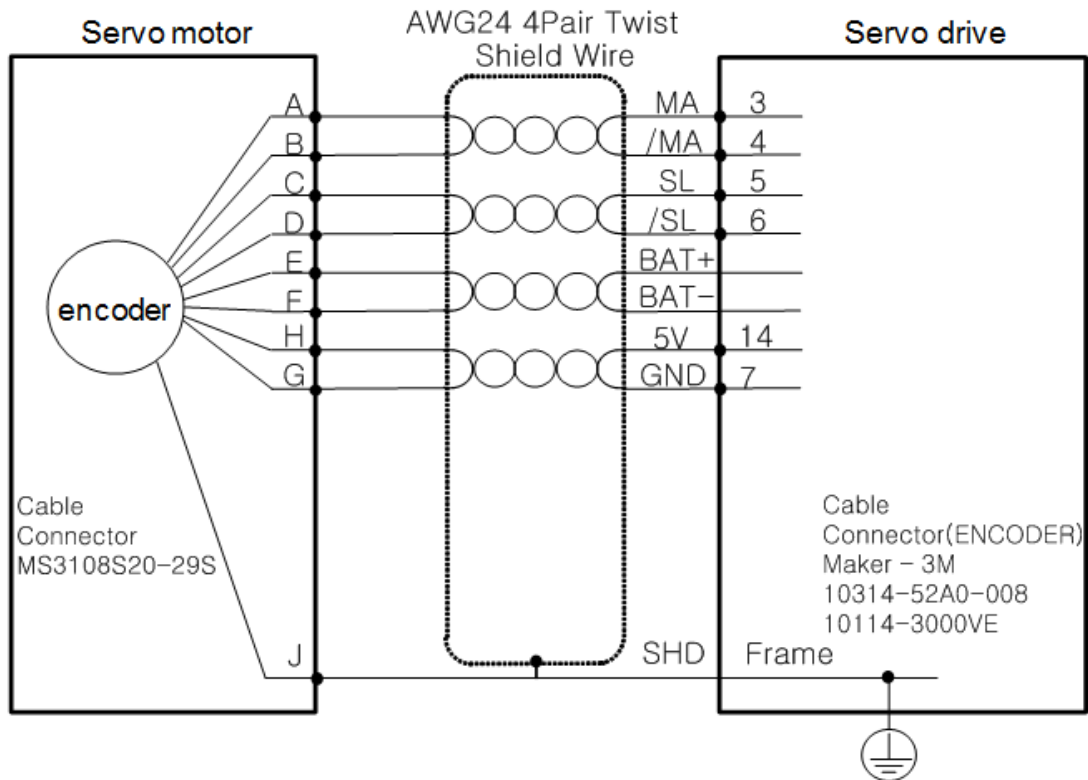 Servo motor
AWG24 4Pair Twist
Shield Wire
Servo drive
A MA 3
B /MA 4
C SL 5
D /SL 6
E BAT+
F BAT-
encoder
H 5V 14
G GND 7
Cable
Connector
MS3108S20-29S
Cable
Connector(ENCODER)
Maker - 3M
10314-52A0-008
10114-3000VE
J SHD Frame